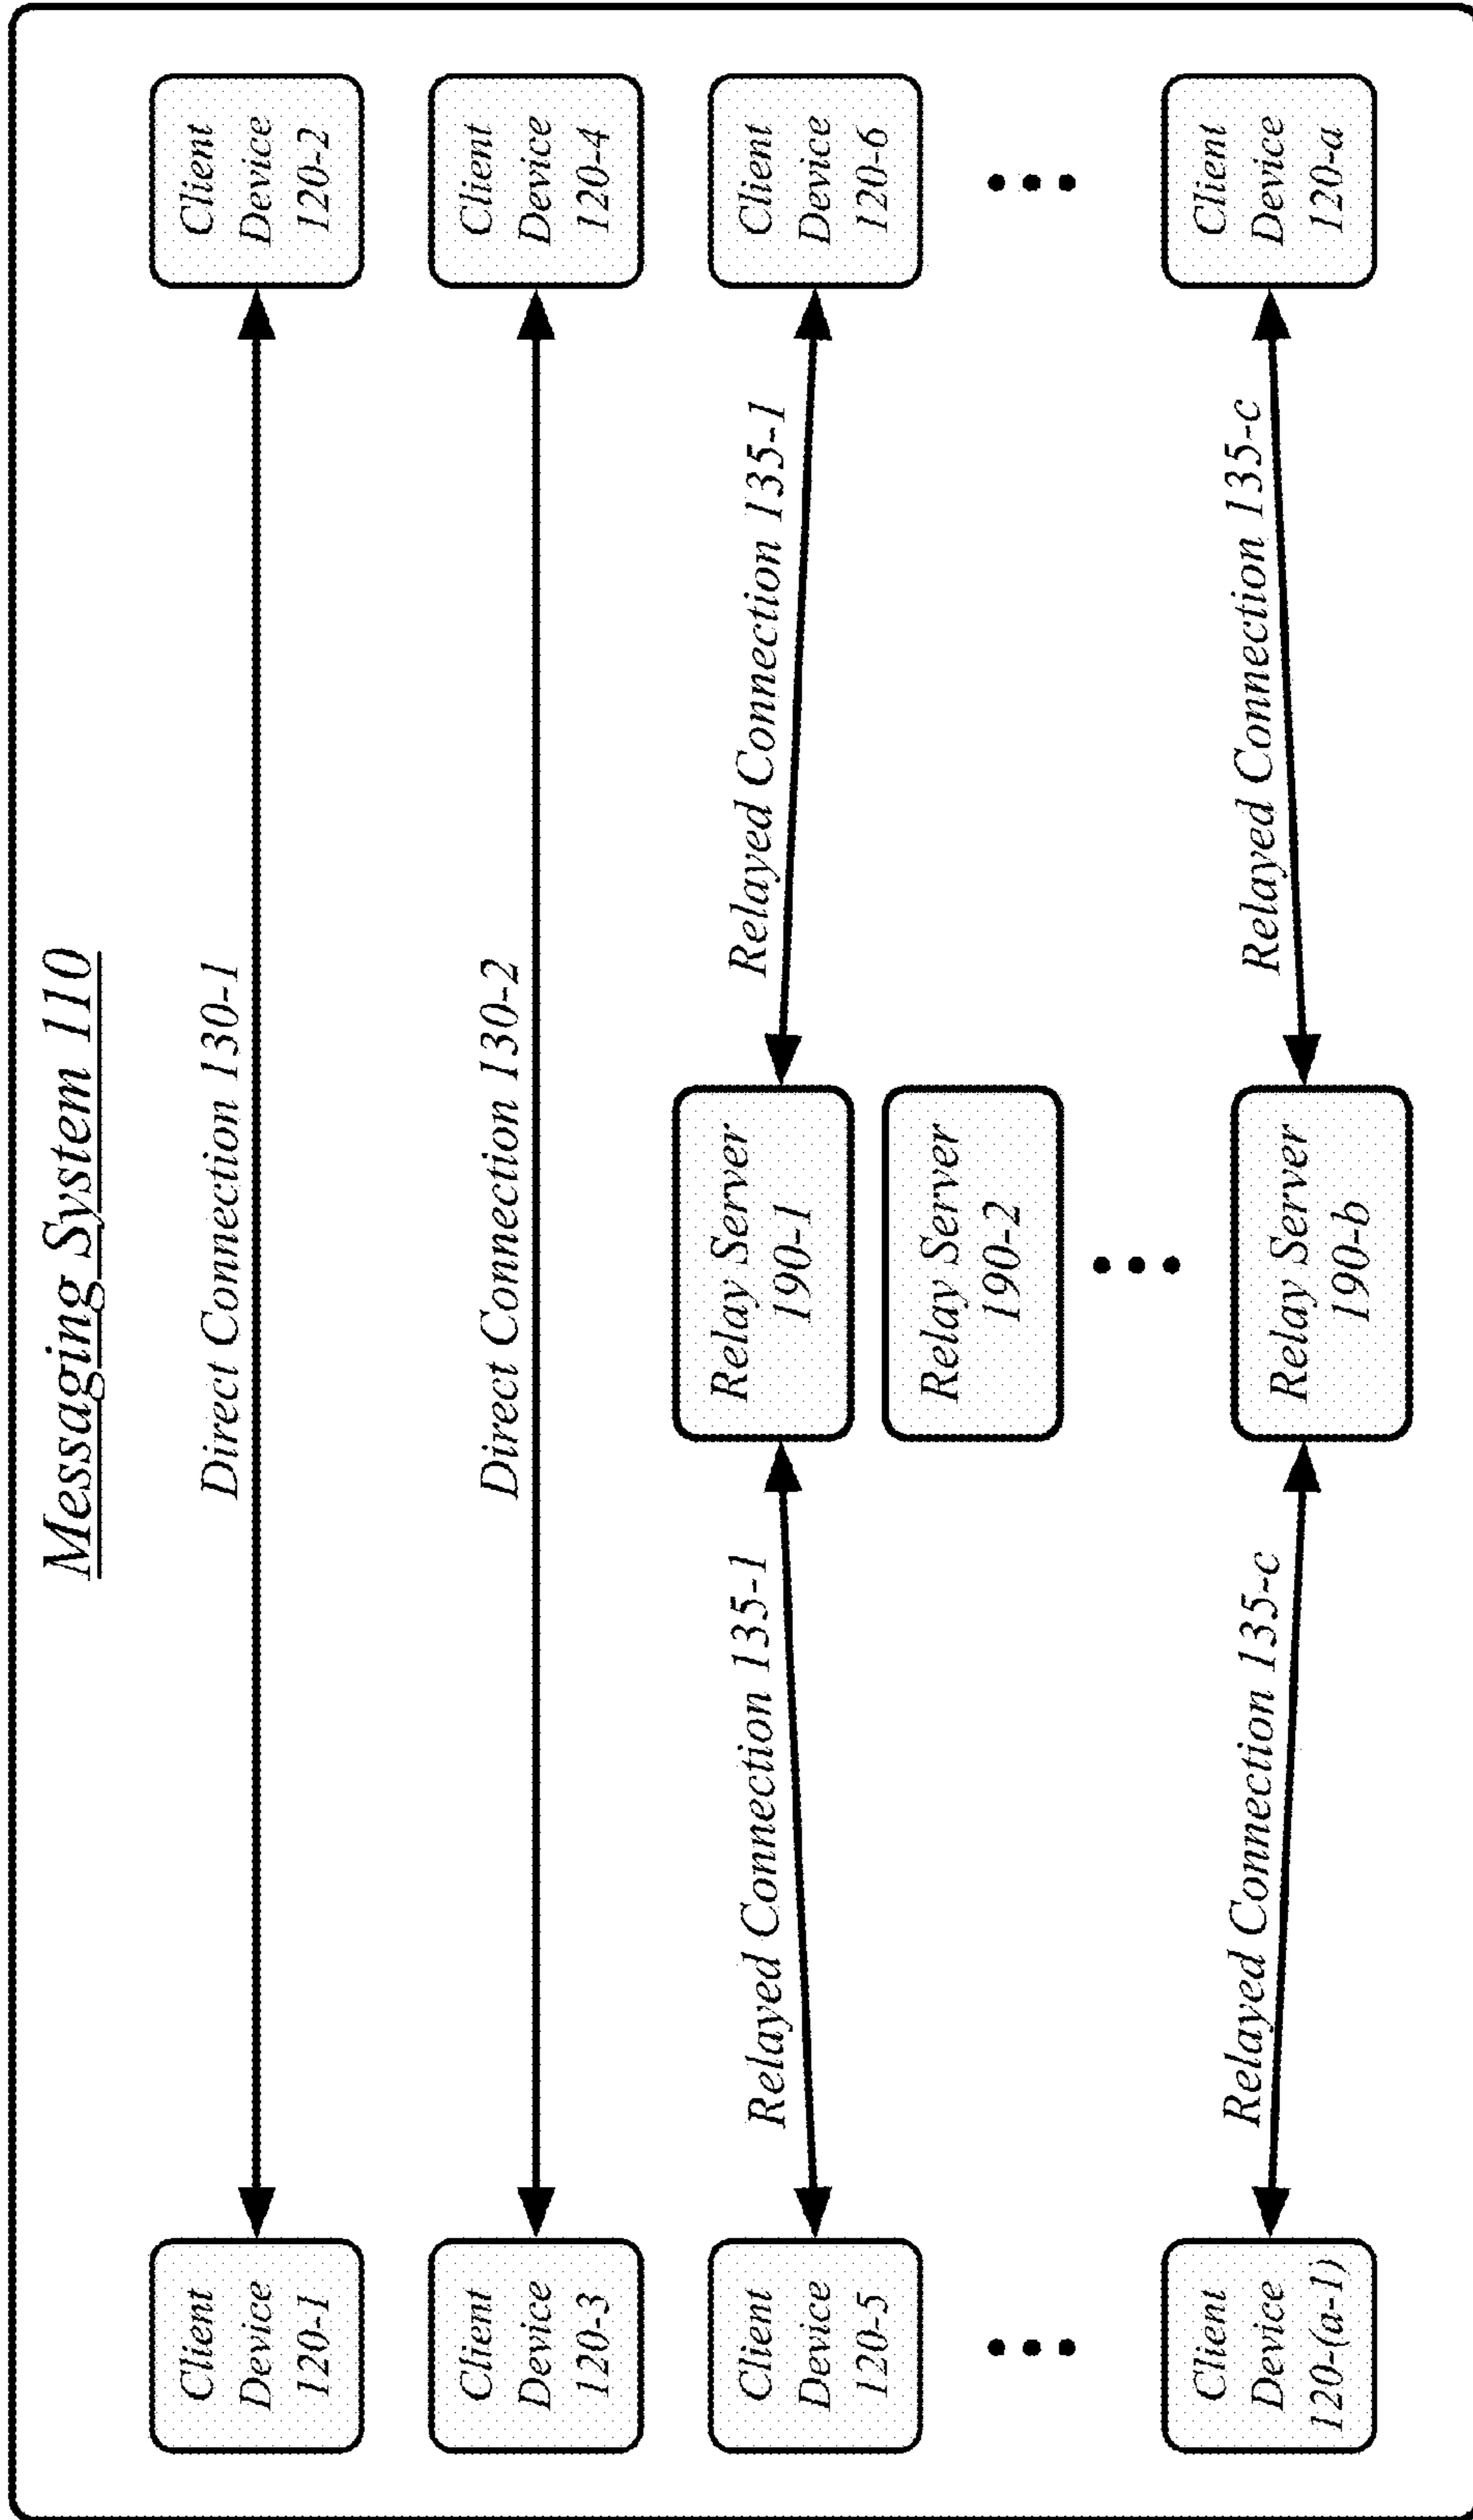 Messaging System 110
Client
Device
120-1
Direct Connection 130-1
Client
Device
120-2
Client
Device
120-3
Direct Connection 130-2
Client
Device
120-4
Client
Device
120-5
Relayed Connection 135-1
Relay Server
190-1
Relayed Connection 135-1
Client
Device
120-6
Relay Server
190-2
Client
Device
120-(a-1)
Relayed Connection 135-c
Relay Server
190-b
Relayed Connection 135-c
Client
Device
120-a